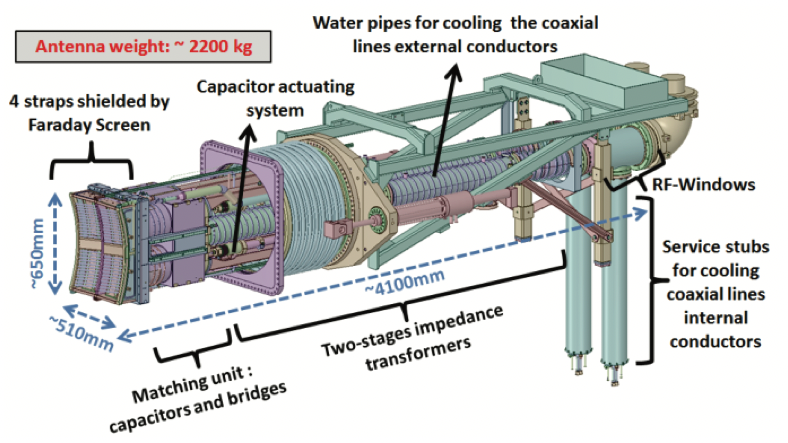 Antenna weight: ~ 2200 kg
Water pipes for cooling the coaxial
lines external conductors
4 straps shielded by
Faraday Screen
Capacitor actuating
system
RF-Windows
~650mm
~510mm
~4100mm
Service stubs
for cooling
coaxial lines
internal
conductors
Two-stages impedance
transformers
Matching unit :
capacitors and bridges